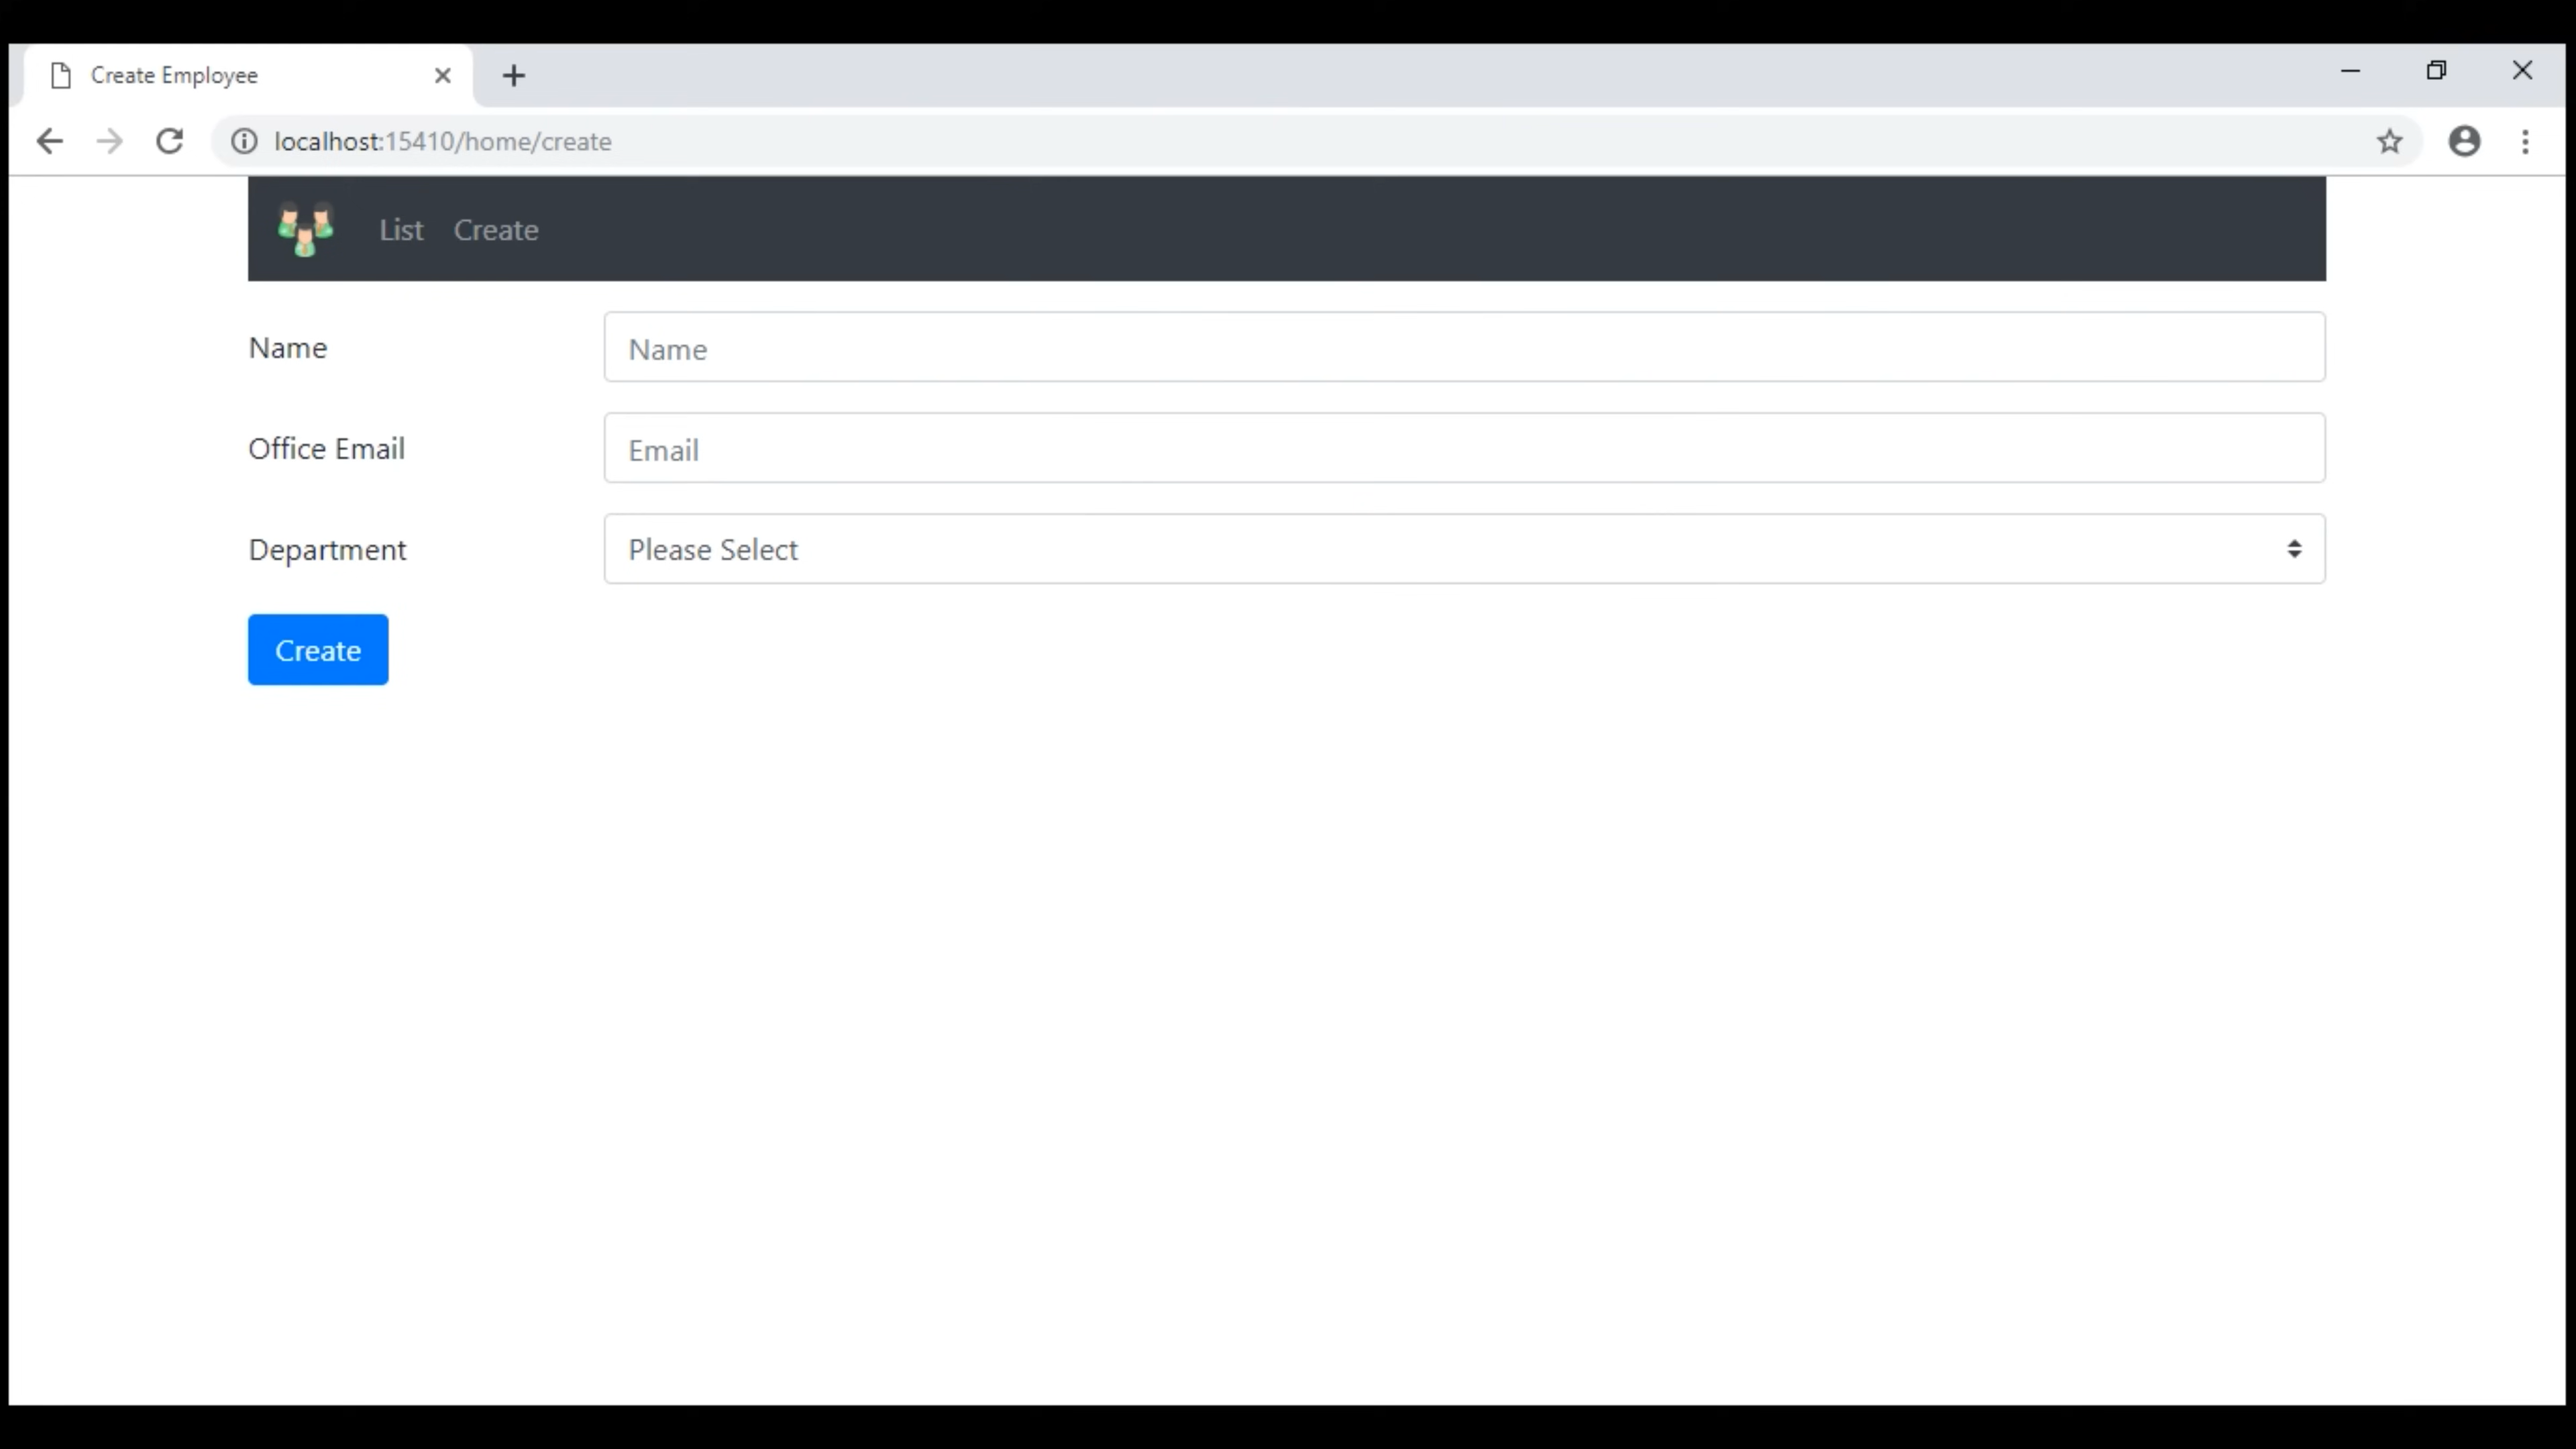 Create Employee
localhost:15410/home/create
List Create
Name Name
Office Email Email
Department Please Select
Create